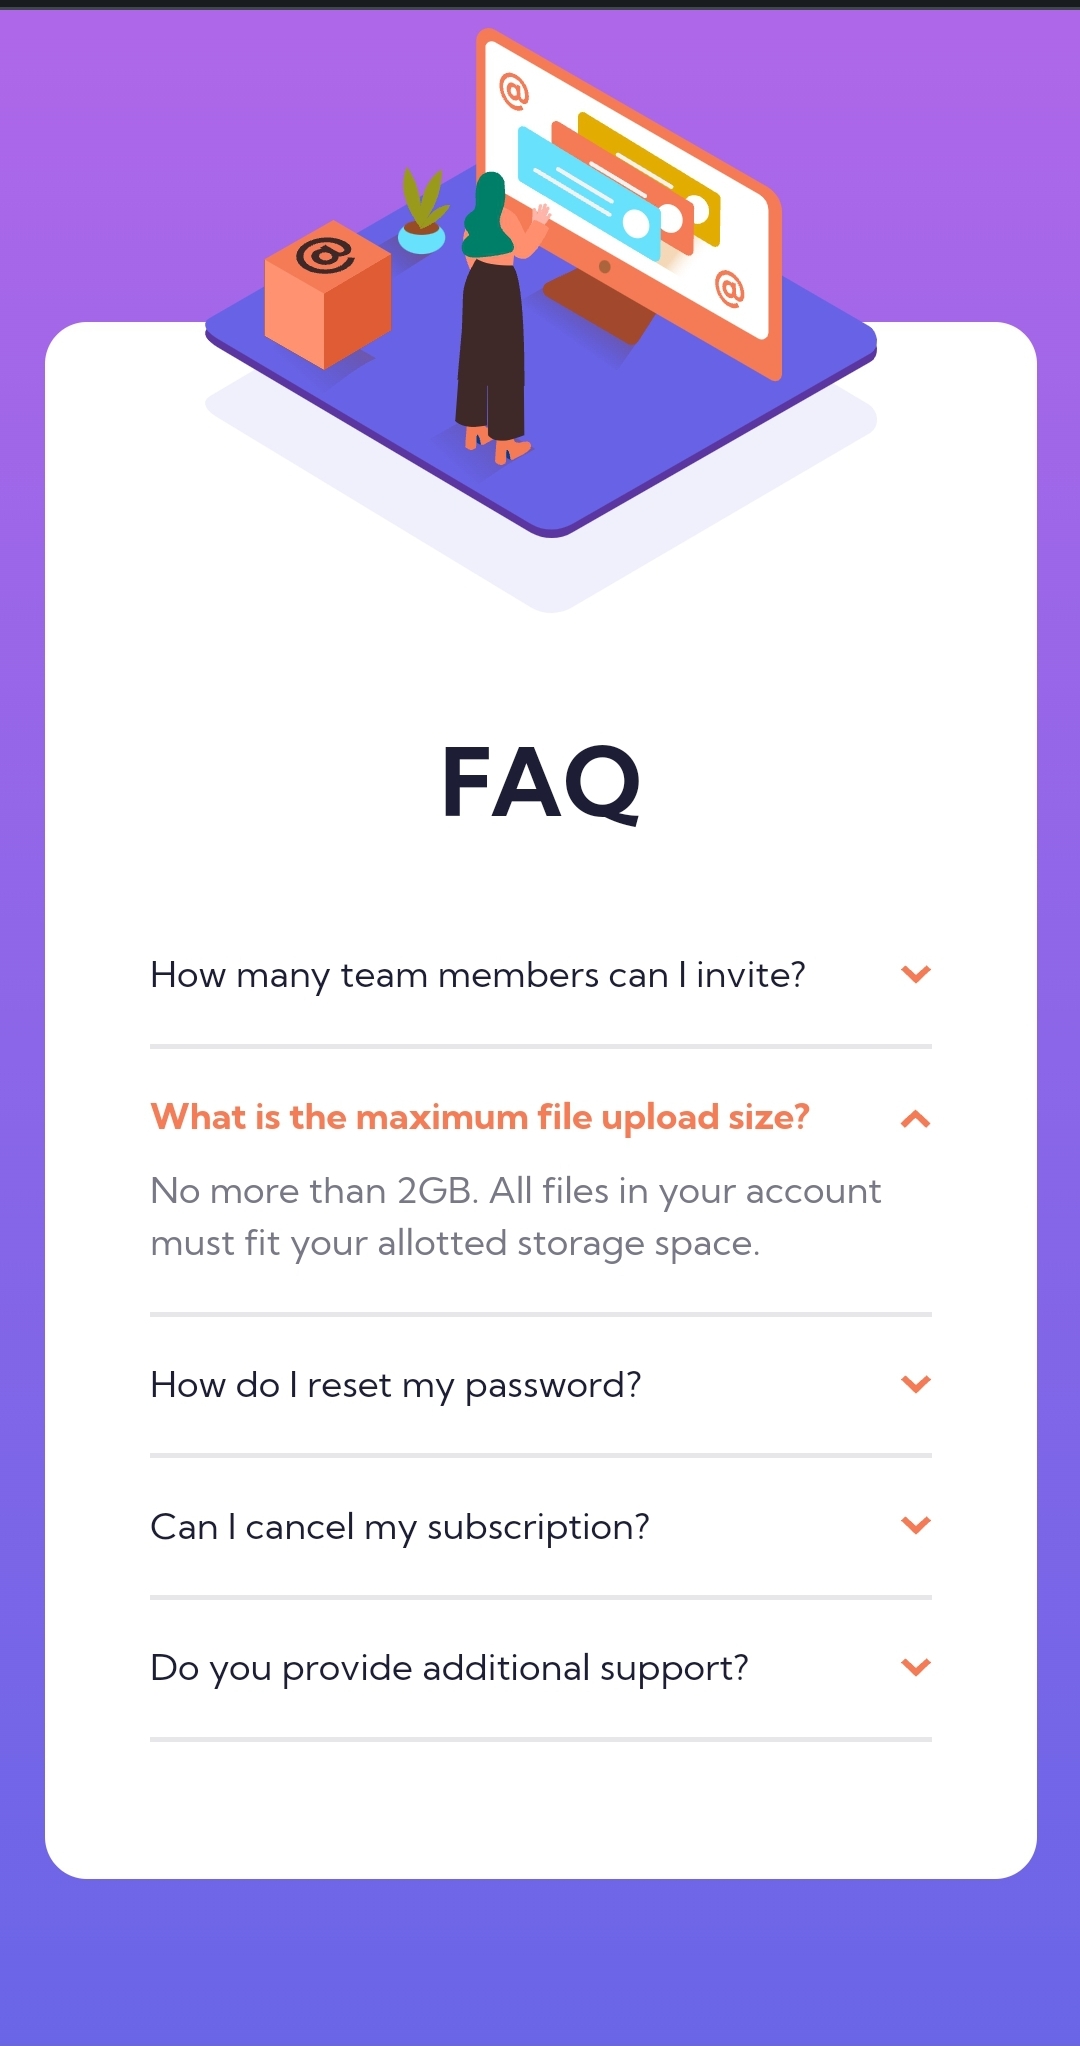 @
@
@
FAQ
How many team members can I invite?
What is the maximum file upload size?
No more than 2GB. All files in your account
must fit your allotted storage space.
How do I reset my password?
Can I cancel my subscription?
Do you provide additional support?